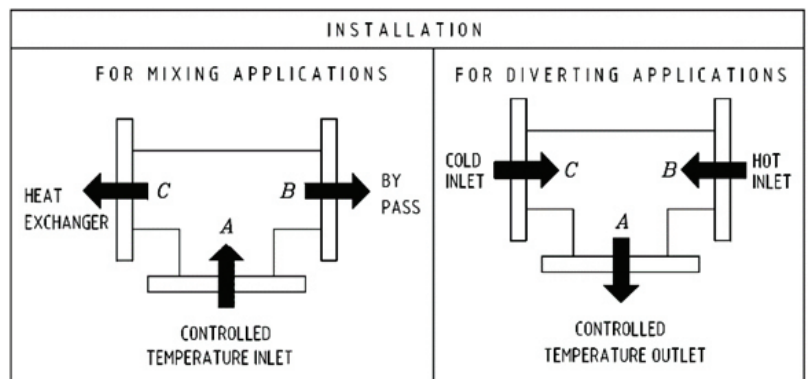 INSTALLATION
FOR MIXING APPLICATIONS
HEAT
EXCHANGER
C
B
BY
PASS
A
CONTROLLED
TEMPERATURE INLET
FOR DIVERTING APPLICATIONS
COLD
INLET
C
B
HOT
INLET
A
CONTROLLED
TEMPERATURE OUTLET